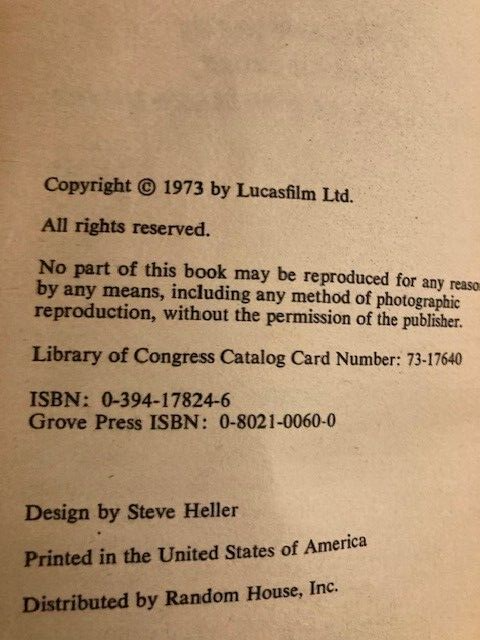 Copyright © 1973 by Lucasfilm Ltd.
All rights reserved.
No part of this book may be reproduced for any reaso
by any means, including any method of photographic
reproduction, without the permission of the publisher.
Library of Congress Catalog Card Number: 73-17640
ISBN: 0-394-17824-6
Grove Press ISBN: 0-8021-0060-0
Design by Steve Heller
Printed in the United States of America
Distributed by Random House, Inc.